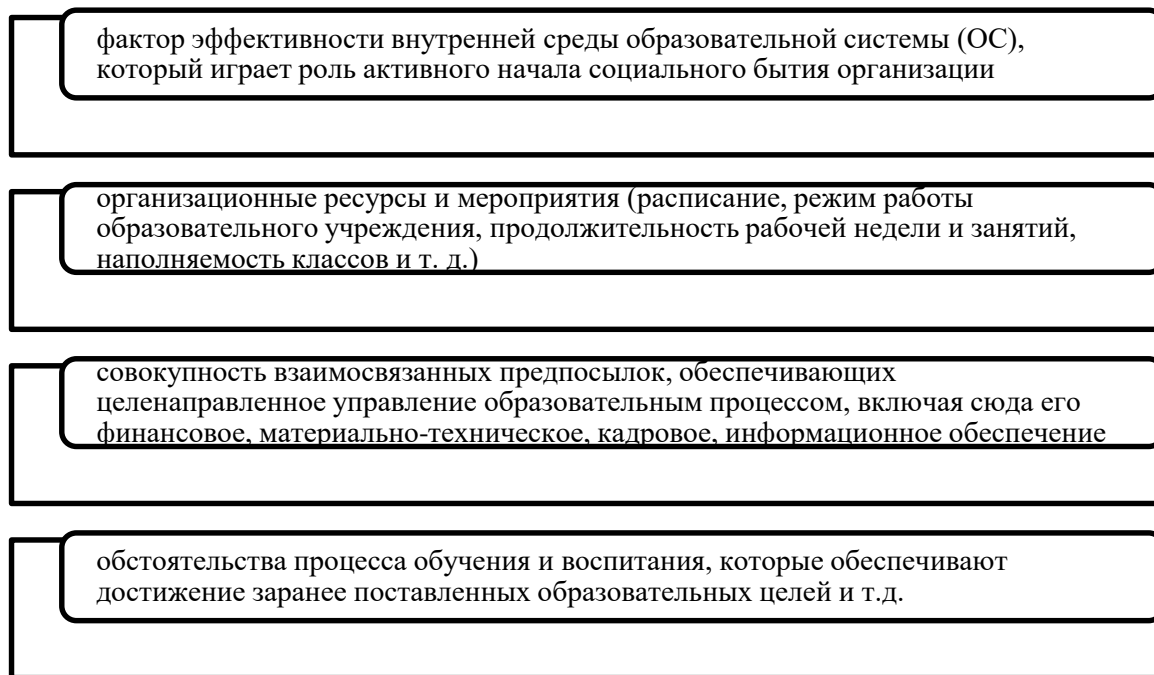 фактор эффективности внутренней среды образовательной системы (ОС),
который играет роль активного начала социального бытия организации
организационные ресурсы и мероприятия (расписание, режим работы
образовательного учреждения, продолжительность рабочей недели и занятий,
наполняемость классов и т. д.)
совокупность взаимосвязанных предпосылок, обеспечивающих
целенаправленное управление образовательным процессом, включая сюда его
финансовое, материально-техническое, кадровое, информационное обеспечение
обстоятельства процесса обучения и воспитания, которые обеспечивают
достижение заранее поставленных образовательных целей и т.д.